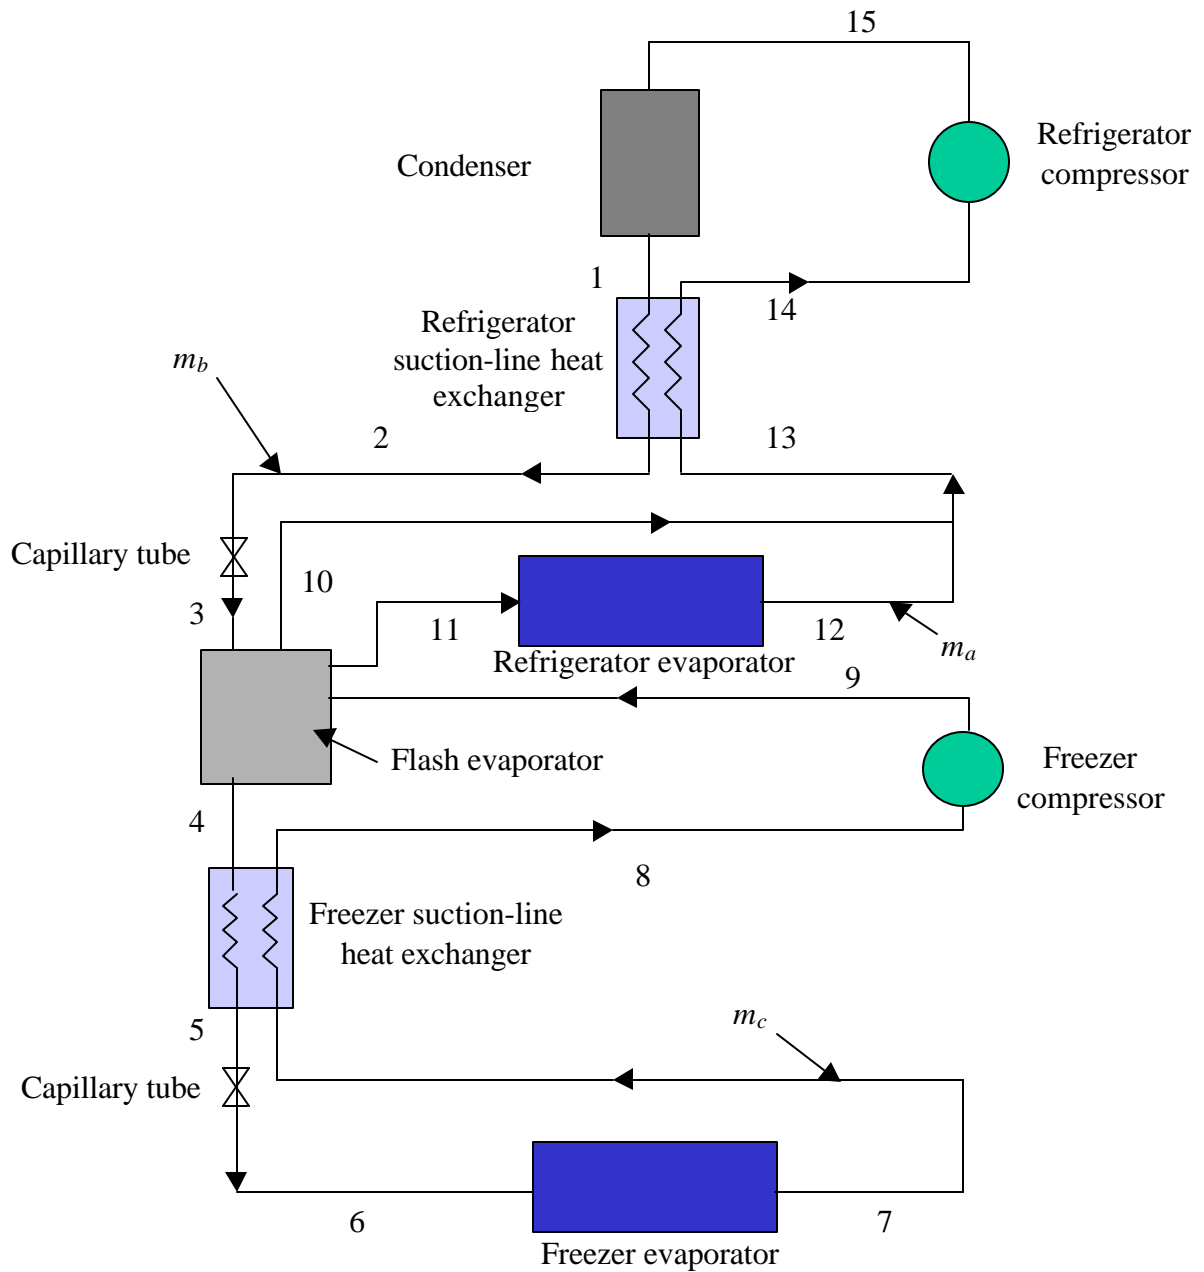 15
Refrigerator
compressor
Condenser
1
14
Refrigerator
suction-line heat
exchanger
m_b
2
13
Capillary tube
10
3
11
12
Refrigerator evaporator
m_a
9
Flash evaporator
Freezer
compressor
4
8
Freezer suction-line
heat exchanger
5
m_c
Capillary tube
6
7
Freezer evaporator